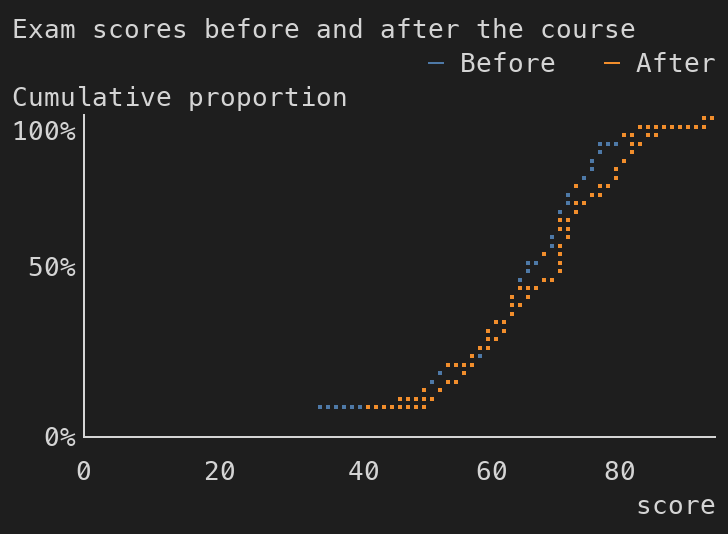 Exam scores before and after the course
Before After
Cumulative proportion
100%
50%
0%
0 20 40 60 80
score